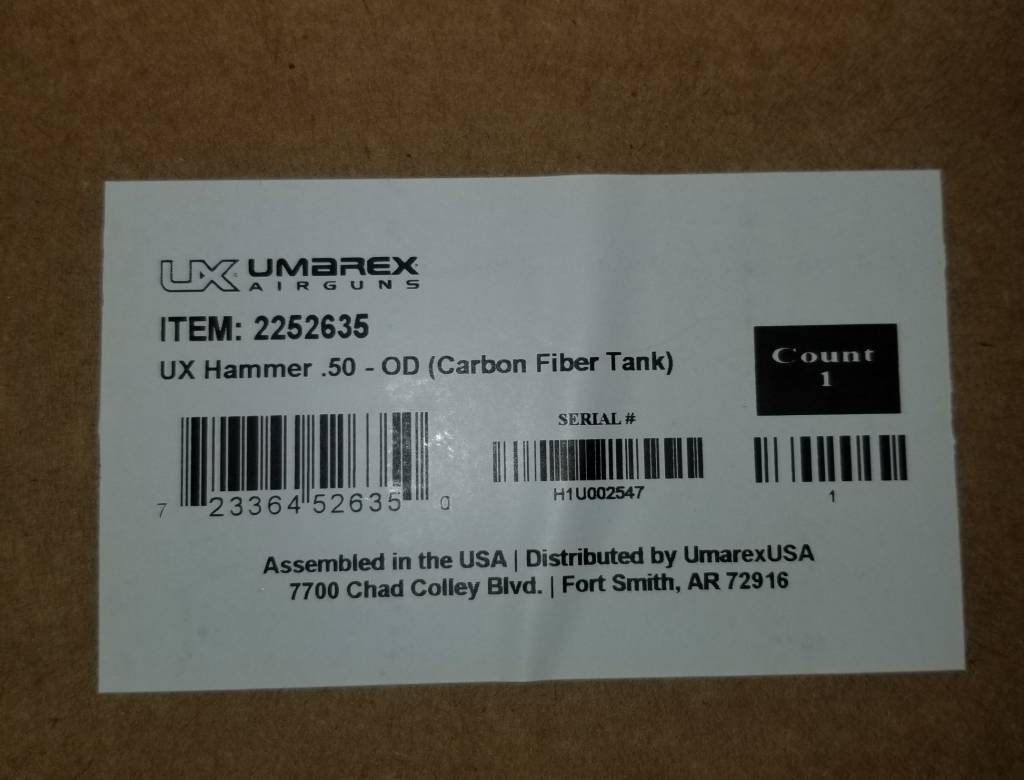 UX UMAREX
AIRGUNS
ITEM: 2252635
UX Hammer .50 - OD (Carbon Fiber Tank)
Count
1
SERIAL #
H1U002547
1
7 23364 52635 0
Assembled in the USA | Distributed by UmarexUSA
7700 Chad Colley Blvd. | Fort Smith, AR 72916